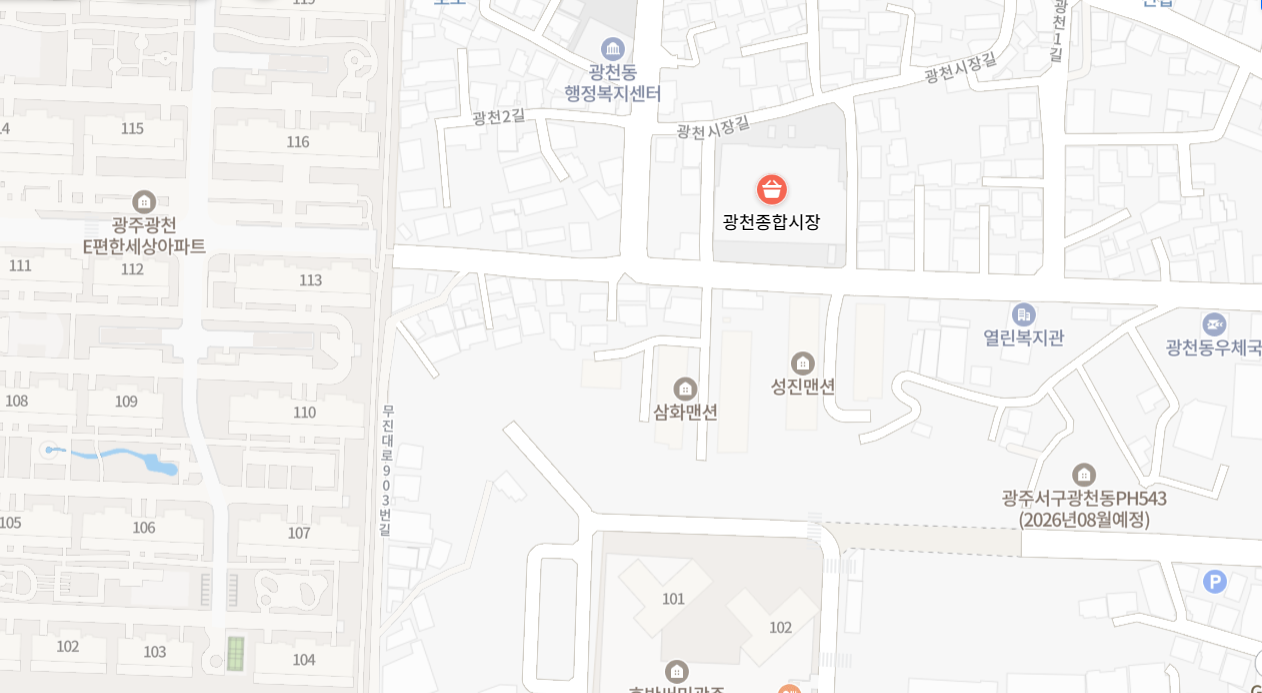 119
광천1길
광천동
행정복지센터
광천시장길
광천2길
광천시장길
114
115
116
광천종합시장
광주광천
E편한세상아파트
111
112
113
열린복지관
광천동우체국
성진맨션
삼화맨션
108
109
110
무진대로903번길
광주서구광천동PH543
(2026년08월예정)
105
106
107
P
101
102
102
103
104